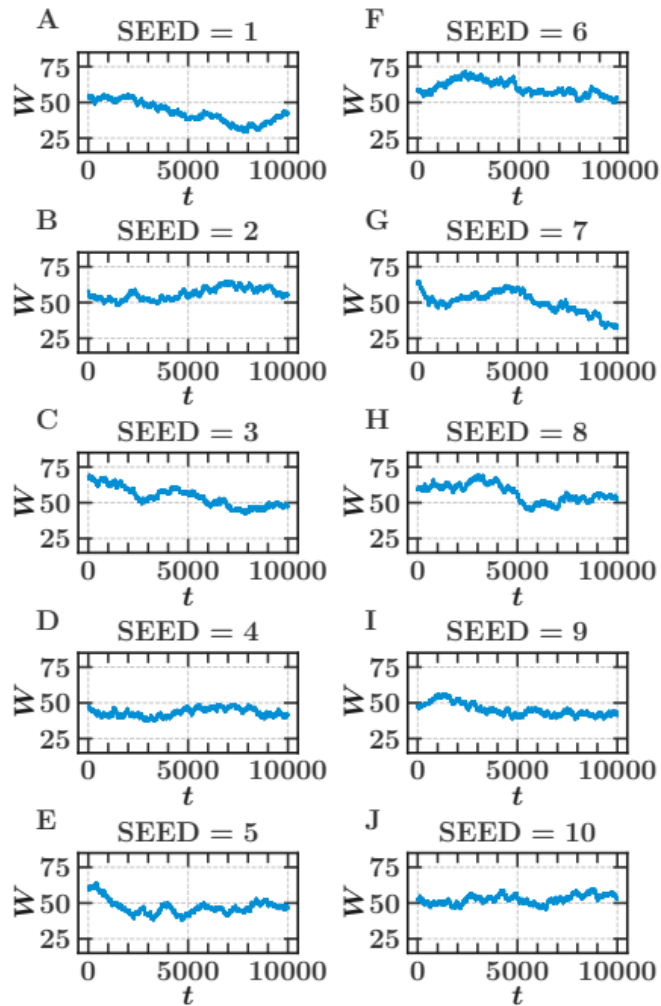 A SEED = 1
75
50
25
W
0 5000 10000
t
F SEED = 6
75
50
25
W
0 5000 10000
t
B SEED = 2
75
50
25
W
0 5000 10000
t
G SEED = 7
75
50
25
W
0 5000 10000
t
C SEED = 3
75
50
25
W
0 5000 10000
t
H SEED = 8
75
50
25
W
0 5000 10000
t
D SEED = 4
75
50
25
W
0 5000 10000
t
I SEED = 9
75
50
25
W
0 5000 10000
t
E SEED = 5
75
50
25
W
0 5000 10000
t
J SEED = 10
75
50
25
W
0 5000 10000
t